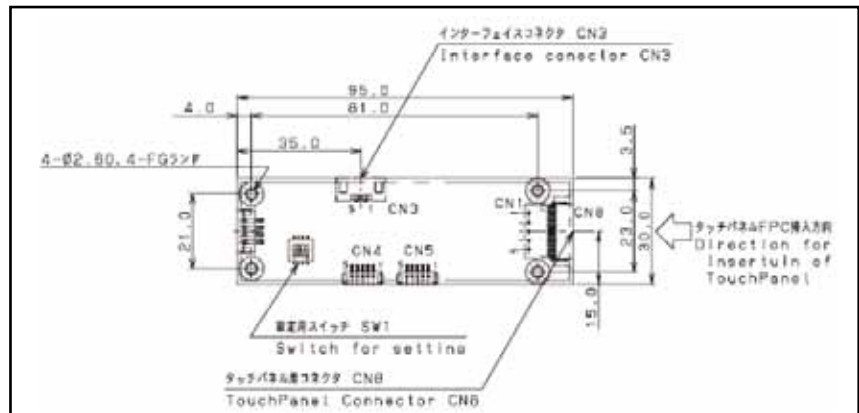 インターフェイスコネクタ CN3
Interface conector CN3
95.0
4.0
81.0
35.0
3.5
4-Ø2.60.4-FGランド
CN3
CN1
CN8
21.0
CN4
CN5
23.0
30.0
15.0
タッチパネルFPC挿入方向
Direction for
Insertuin of
TouchPanel
設定用スイッチ SW1
Switch for setting
タッチパネル用コネクタ CN8
TouchPanel Connector CN8